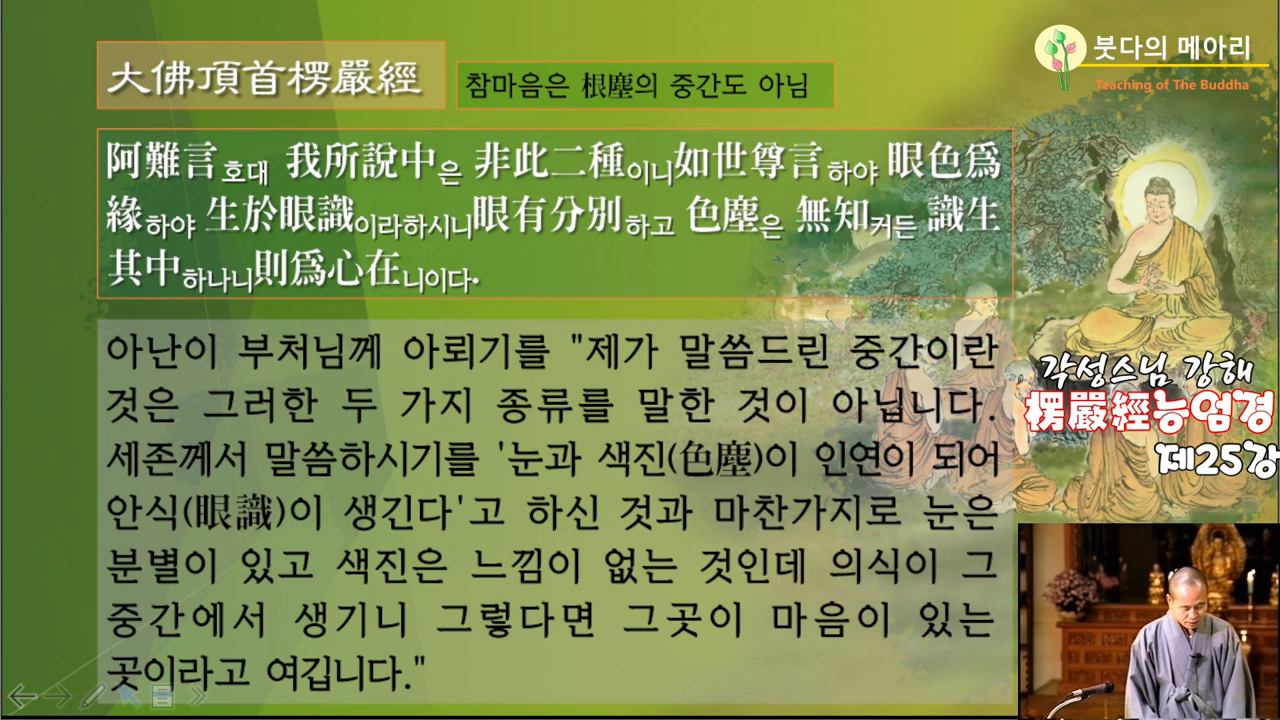 大佛頂首楞嚴經
참마음은 根塵의 중간도 아님
붓다의 메아리
Teaching of The Buddha
阿難言호대 我所說中은 非此二種이니如世尊言하야 眼色爲
緣하야 生於眼識이라하시니眼有分別하고 色塵은 無知커든 識生
其中하나니則爲心在니이다.
아난이 부처님께 아뢰기를 "제가 말씀드린 중간이란
것은 그러한 두 가지 종류를 말한 것이 아닙니다.
세존께서 말씀하시기를 '눈과 색진(色塵)이 인연이 되어
안식(眼識)이 생긴다'고 하신 것과 마찬가지로 눈은
분별이 있고 색진은 느낌이 없는 것인데 의식이 그
중간에서 생기니 그렇다면 그곳이 마음이 있는
곳이라고 여깁니다."
각성스님 강해
楞嚴經능엄경
제25강